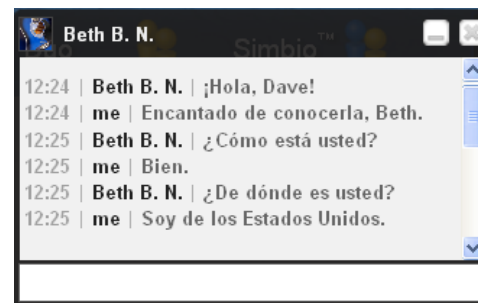 Beth B. N.
Simbio™
12:24 | Beth B. N. | ¡Hola, Dave!
12:24 | me | Encantado de conocerla, Beth.
12:25 | Beth B. N. | ¿Cómo está usted?
12:25 | me | Bien.
12:25 | Beth B. N. | ¿De dónde es usted?
12:25 | me | Soy de los Estados Unidos.